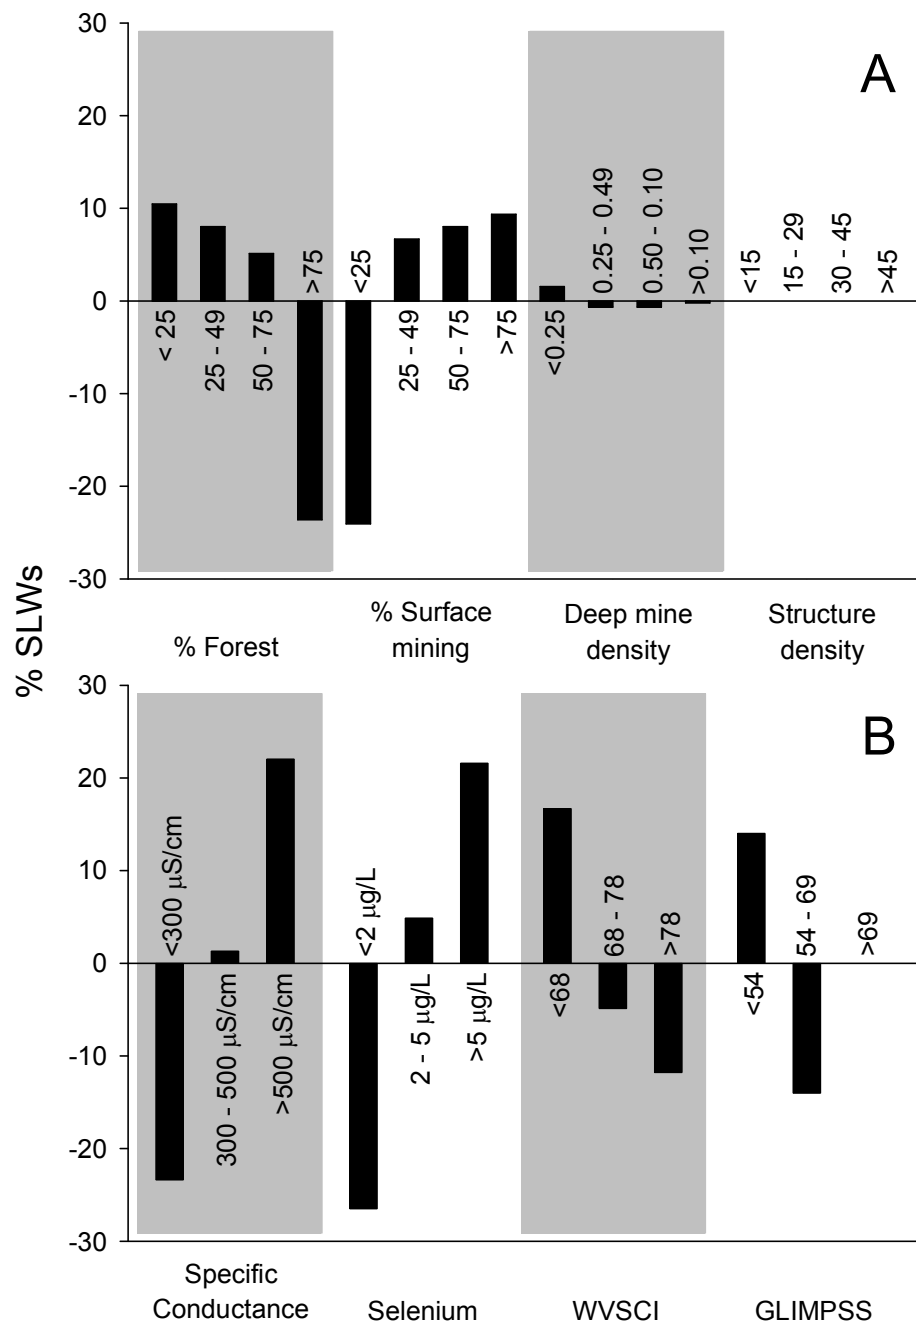 % SLWs
30
20
10
0
-10
-20
-30
A
< 25
25 - 49
50 - 75
>75
<25
25 - 49
50 - 75
>75
<0.25
0.25 - 0.49
0.50 - 0.10
>0.10
<15
15 - 29
30 - 45
>45
% Forest
% Surface
mining
Deep mine
density
Structure
density
30
20
10
0
-10
-20
-30
B
<300 μS/cm
300 - 500 μS/cm
>500 μS/cm
<2 μg/L
2 - 5 μg/L
>5 μg/L
<68
68 - 78
>78
<54
54 - 69
>69
Specific
Conductance
Selenium
WVSCI
GLIMPSS